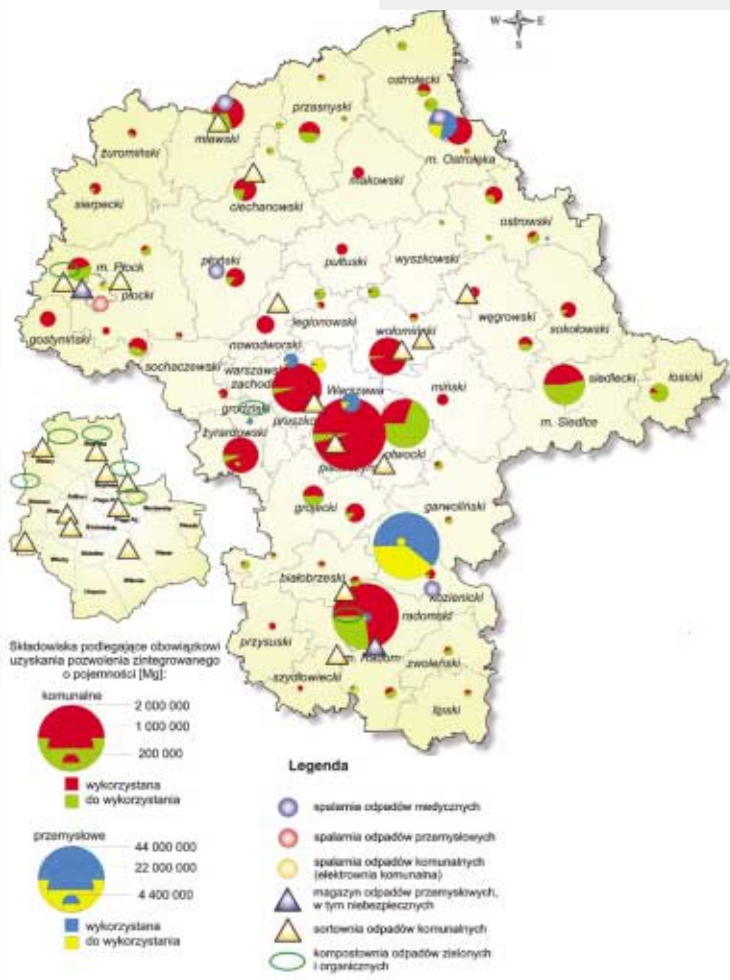 W E
S
ostrołęcki
przasnyski
mławski
m. Ostrołęka
żuromiński
makowski
sierpecki
ciechanowski
ostrowski
m. Płock
płoński
pułtuski
wyszkowski
płocki
węgrowski
sokołowski
gostyniński
legionowski
wołomiński
nowodworski
sochaczewski
warszawski
zachodni
siedlecki
łosicki
Warszawa
miński
grodziski
pruszkowski
m. Siedlce
żyrardowski
otwocki
grójecki
garwoliński
białobrzeski
kozienicki
radomski
przysuski
m. Radom
zwoleński
szydłowiecki
lipski
Składowiska podlegające obowiązkowi
uzyskania pozwolenia zintegrowanego
o pojemności [Mg]:
komunalne
2 000 000
1 000 000
200 000
wykorzystana
do wykorzystania
przemysłowe
44 000 000
22 000 000
4 400 000
wykorzystana
do wykorzystania
Legenda
spalarnia odpadów medycznych
spalarnia odpadów przemysłowych
spalarnia odpadów komunalnych
(elektrownia komunalna)
magazyn odpadów przemysłowych,
w tym niebezpiecznych
sortownia odpadów komunalnych
kompostownia odpadów zielonych
i organicznych